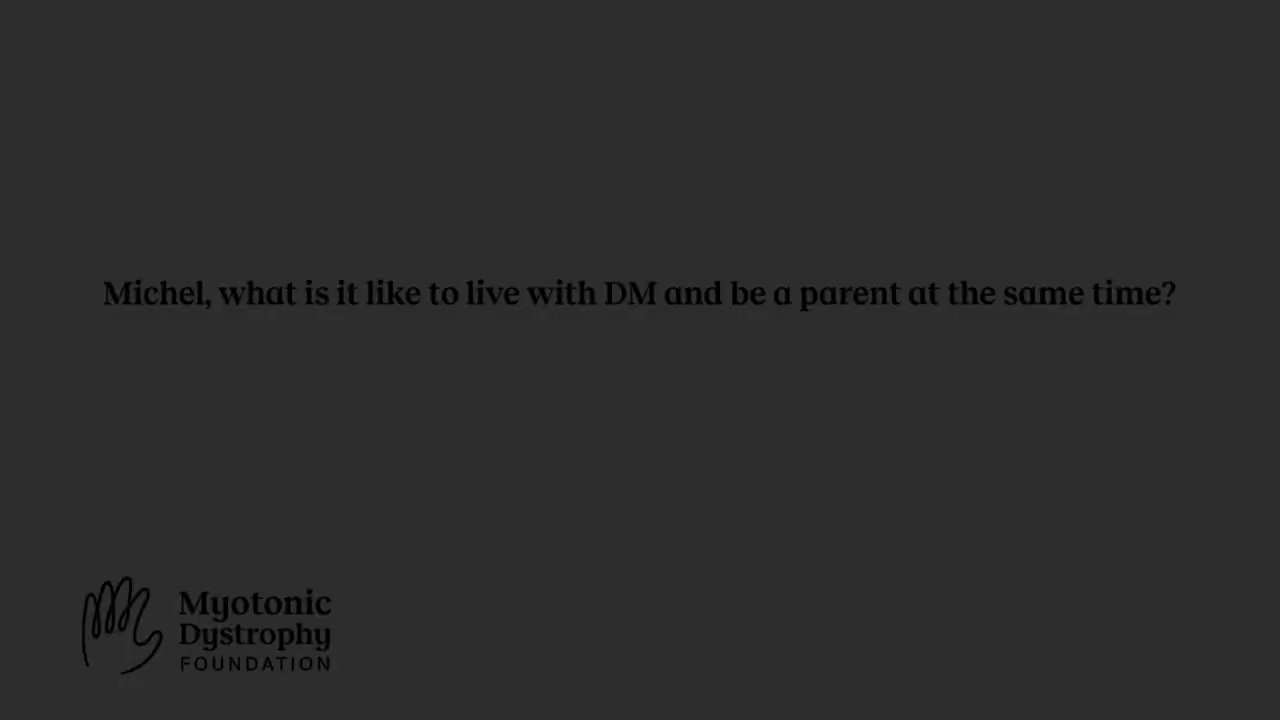 Michel, what is it like to live with DM and be a parent at the same time?
Myotonic
Dystrophy
FOUNDATION